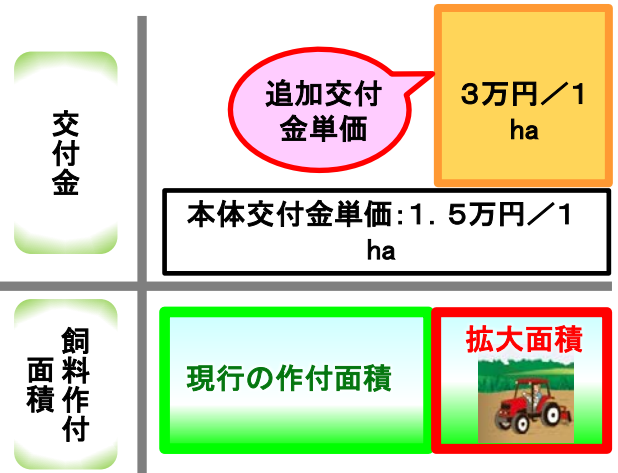 交付金
追加交付
金単価
３万円／１
ha
本体交付金単価：１．５万円／１
ha
飼料作付
面積
現行の作付面積
拡大面積